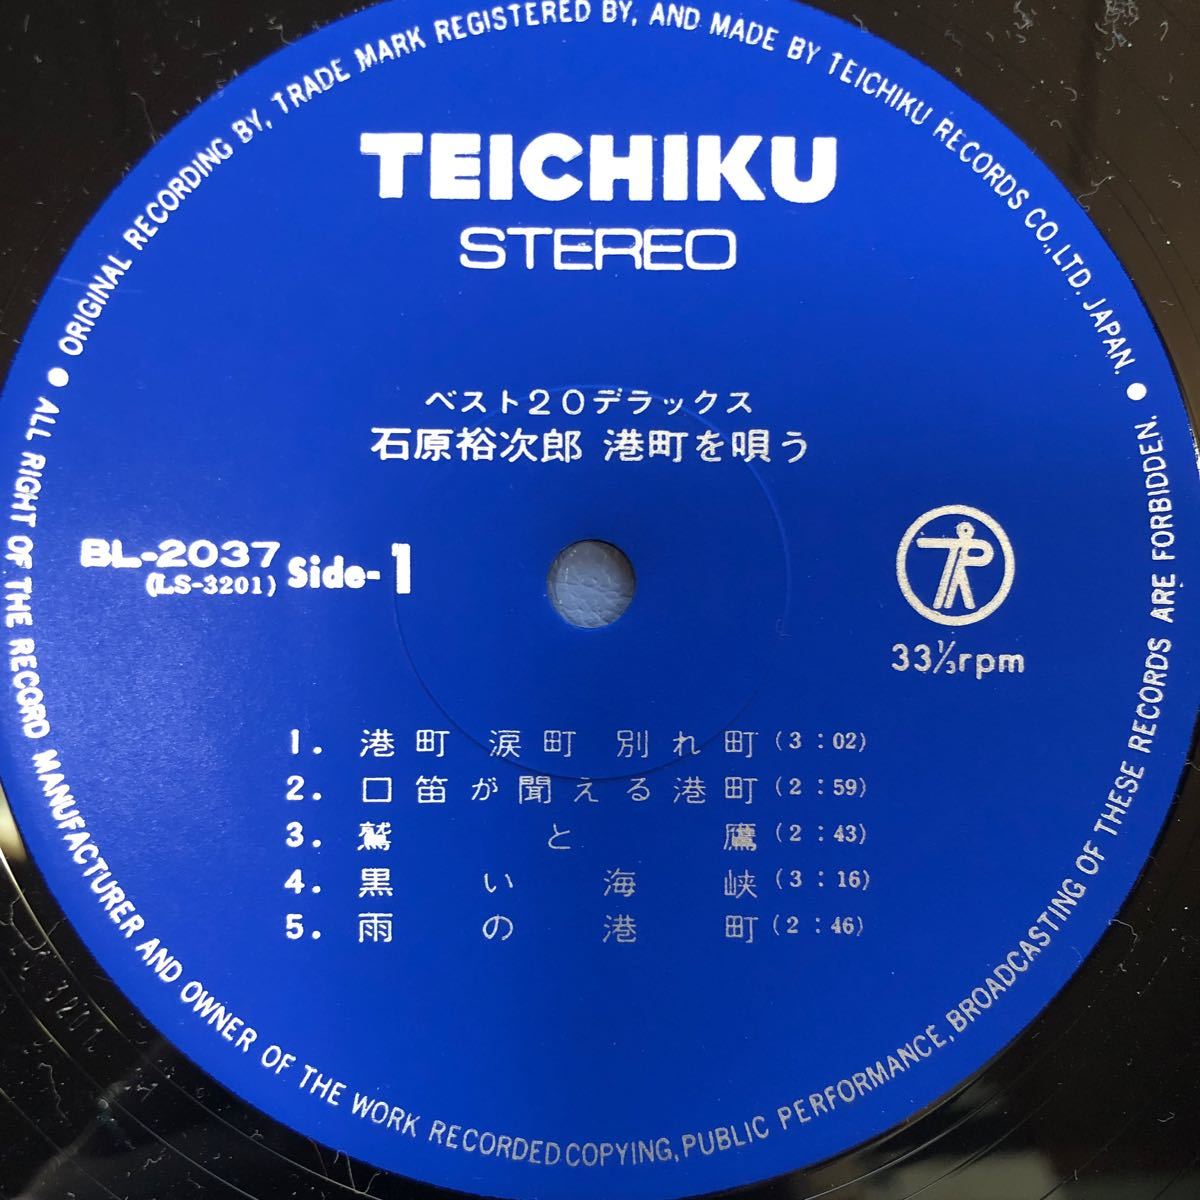 ORIGINAL RECORDING BY, TRADE MARK REGISTERED BY, AND MADE BY TEICHIKU RECORDS CO., LTD. JAPAN.
TEICHIKU
STEREO
ベスト20デラックス
石原裕次郎 港町を唄う
BL-2037
(LS-3201)
Side-1
TR
33⅓rpm
1. 港町 涙町 別れ町 (3:02)
2. 口笛が聞える港町 (2:59)
3. 鷲と鷹 (2:43)
4. 黒い海峡 (3:16)
5. 雨の港町 (2:46)
ALL RIGHT OF THE RECORD MANUFACTURER AND OWNER OF THE WORK RECORDED COPYING, PUBLIC PERFORMANCE, BROADCASTING OF THESE RECORDS ARE FORBIDDEN.
3201